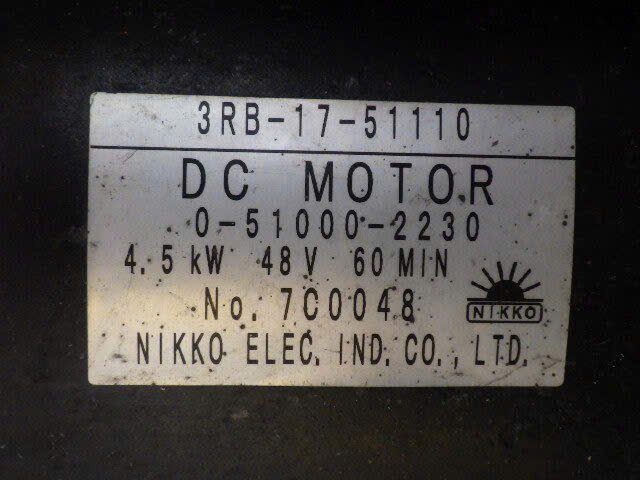 3RB-17-51110
DC MOTOR
0-51000-2230
4.5 kW 48 V 60 MIN
No. 7C0048
NIKKO
NIKKO ELEC. IND. CO., LTD.